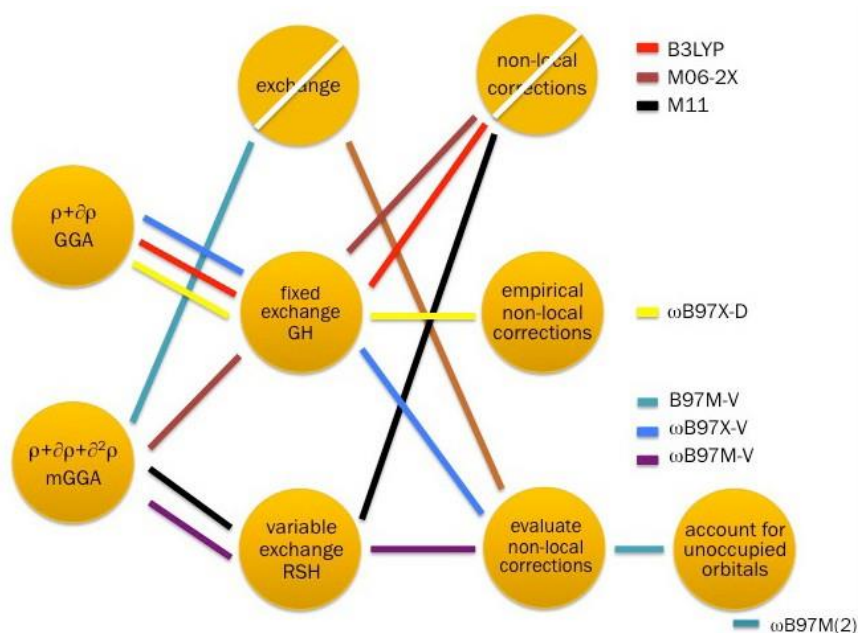 exchange
non-local
corrections
B3LYP
M06-2X
M11
ρ+∂ρ
GGA
fixed
exchange
GH
empirical
non-local
corrections
ωB97X-D
B97M-V
ωB97X-V
ωB97M-V
ρ+∂ρ+∂²ρ
mGGA
variable
exchange
RSH
evaluate
non-local
corrections
account for
unoccupied
orbitals
ωB97M(2)